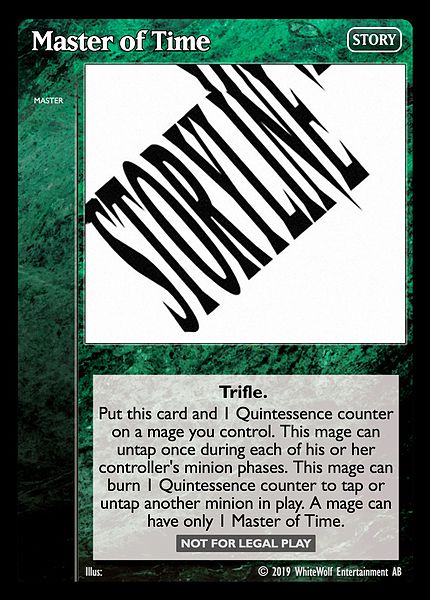 Master of Time
STORY
MASTER
STORYLINE
Trifle.
Put this card and 1 Quintessence counter
on a mage you control. This mage can
untap once during each of his or her
controller's minion phases. This mage can
burn 1 Quintessence counter to tap or
untap another minion in play. A mage can
have only 1 Master of Time.
NOT FOR LEGAL PLAY
Illus:
© 2019 WhiteWolf Entertainment AB